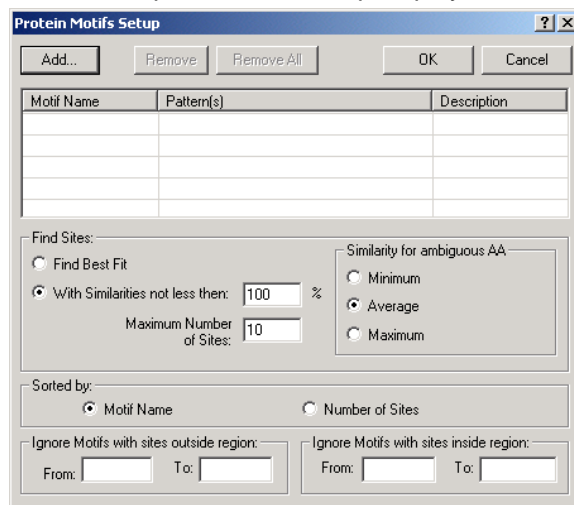 Protein Motifs Setup
Add... Remove Remove All OK Cancel
Motif Name Pattern(s) Description
Find Sites:
Find Best Fit
With Similarities not less then: 100 %
Maximum Number
of Sites: 10
Similarity for ambiguous AA
Minimum
Average
Maximum
Sorted by:
Motif Name Number of Sites
Ignore Motifs with sites outside region:
From: To:
Ignore Motifs with sites inside region:
From: To: